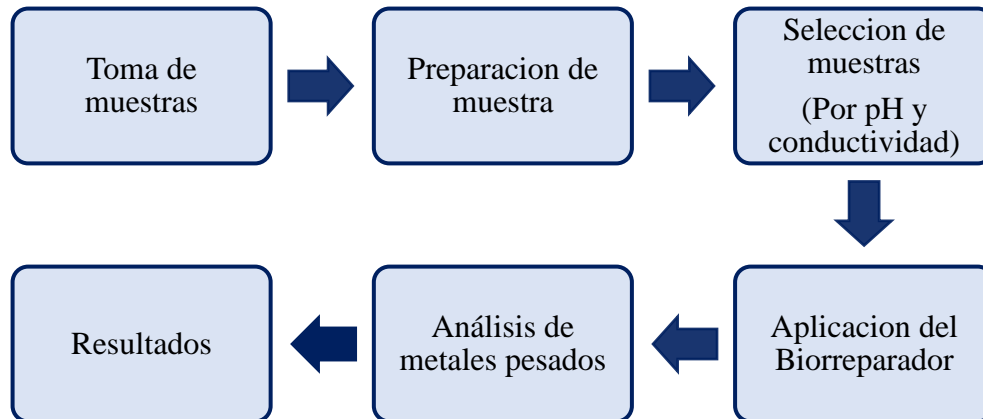 Toma de
muestras
Preparacion de
muestra
Seleccion de
muestras
(Por pH y
conductividad)
Aplicacion del
Biorreparador
Análisis de
metales pesados
Resultados